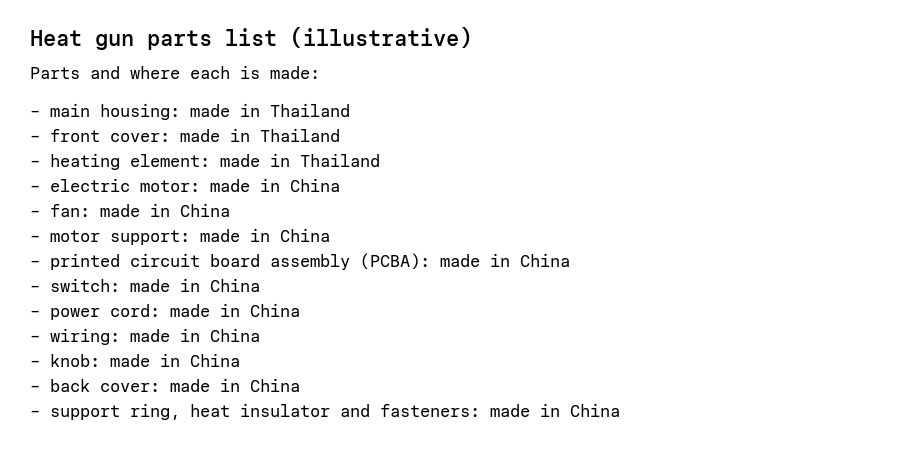 Heat gun parts list (illustrative)
Parts and where each is made:
- main housing: made in Thailand
- front cover: made in Thailand
- heating element: made in Thailand
- electric motor: made in China
- fan: made in China
- motor support: made in China
- printed circuit board assembly (PCBA): made in China
- switch: made in China
- power cord: made in China
- wiring: made in China
- knob: made in China
- back cover: made in China
- support ring, heat insulator and fasteners: made in China